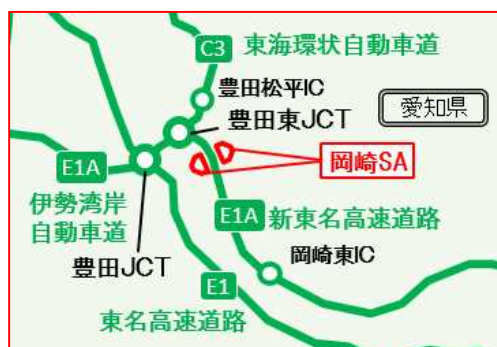 C3
東海環状自動車道
豊田松平IC
愛知県
豊田東JCT
岡崎SA
E1A
伊勢湾岸
自動車道
E1A
新東名高速道路
豊田JCT
岡崎東IC
E1
東名高速道路